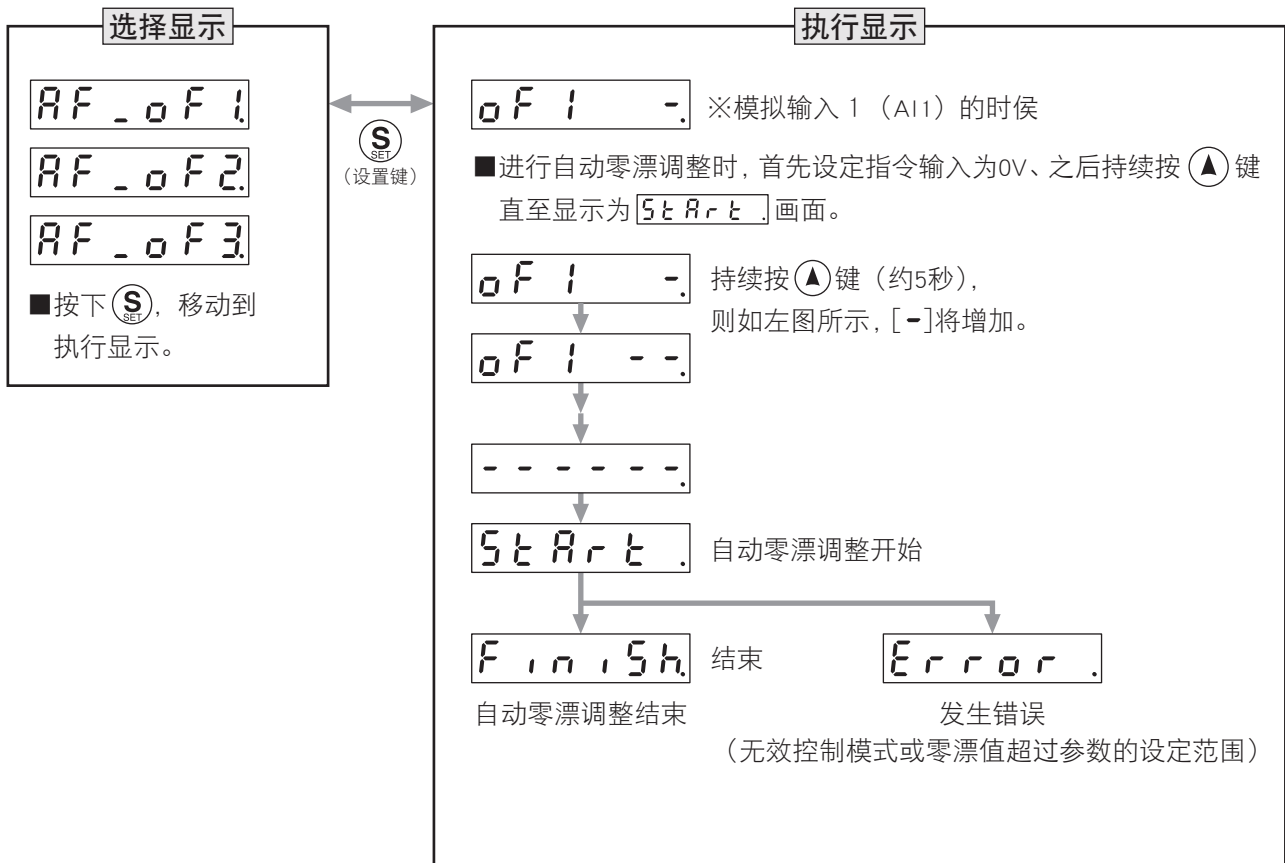 选择显示
AF_oF1.
AF_oF2.
AF_oF3.
■按下 S SET ，移动到
执行显示。
S
SET
（设置键）
执行显示
oF1 -. ※模拟输入 1 （AI1）的时侯
■进行自动零漂调整时，首先设定指令输入为0V、之后持续按 ▲ 键
直至显示为 StArt . 画面。
oF1 -. 持续按 ▲ 键（约5秒），
则如左图所示，[-]将增加。
oF1 --.
------.
StArt . 自动零漂调整开始
FiniSh. 结束 Error .
自动零漂调整结束 发生错误
（无效控制模式或零漂值超过参数的设定范围）